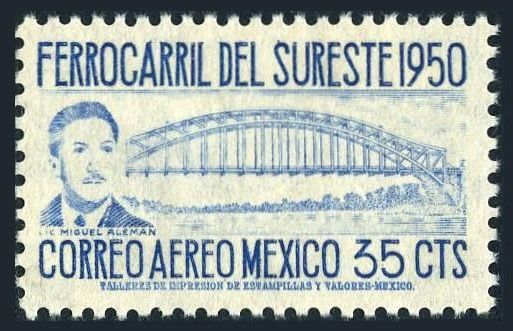 FERROCARRIL DEL SURESTE 1950
LIC MIGUEL ALEMAN
CORREO AEREO MEXICO 35 CTS
TALLERES DE IMPRESION DE ESTAMPILLAS Y VALORES-MEXICO.